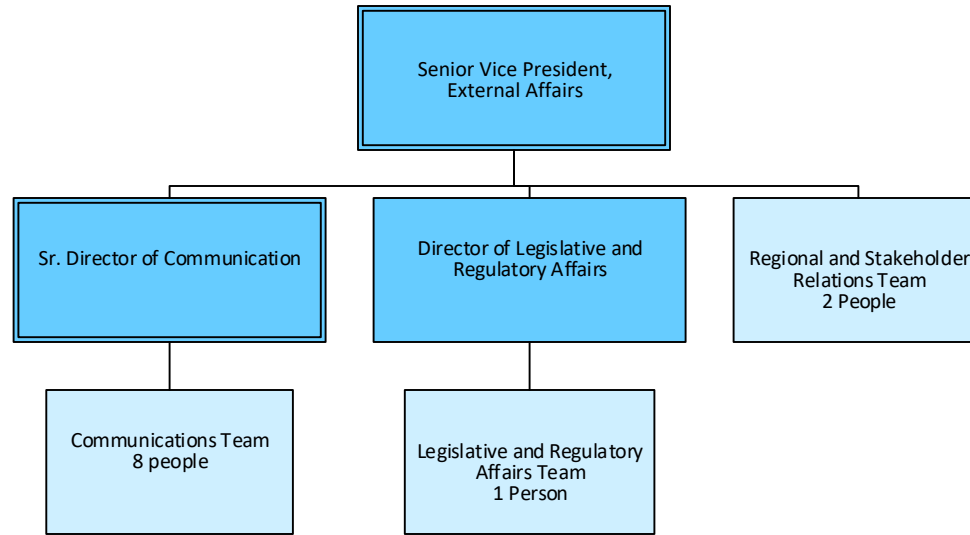 Senior Vice President,
External Affairs
Sr. Director of Communication
Director of Legislative and
Regulatory Affairs
Regional and Stakeholder
Relations Team
2 People
Communications Team
8 people
Legislative and Regulatory
Affairs Team
1 Person